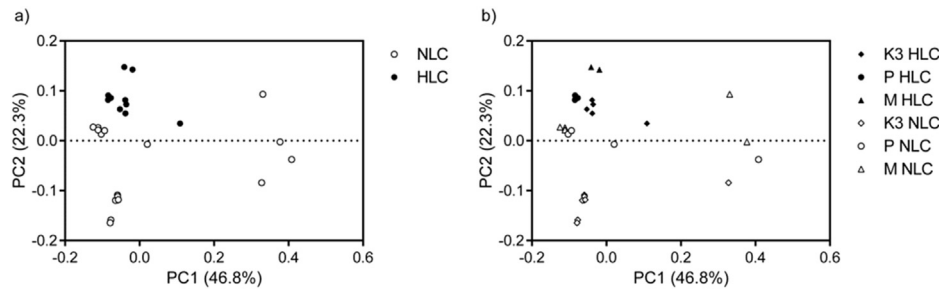 a)
0.2
0.1
0.0
-0.1
-0.2
PC2 (22.3%)
-0.2 0.0 0.2 0.4 0.6
PC1 (46.8%)
NLC
HLC
b)
0.2
0.1
0.0
-0.1
-0.2
PC2 (22.3%)
-0.2 0.0 0.2 0.4 0.6
PC1 (46.8%)
K3 HLC
P HLC
M HLC
K3 NLC
P NLC
M NLC